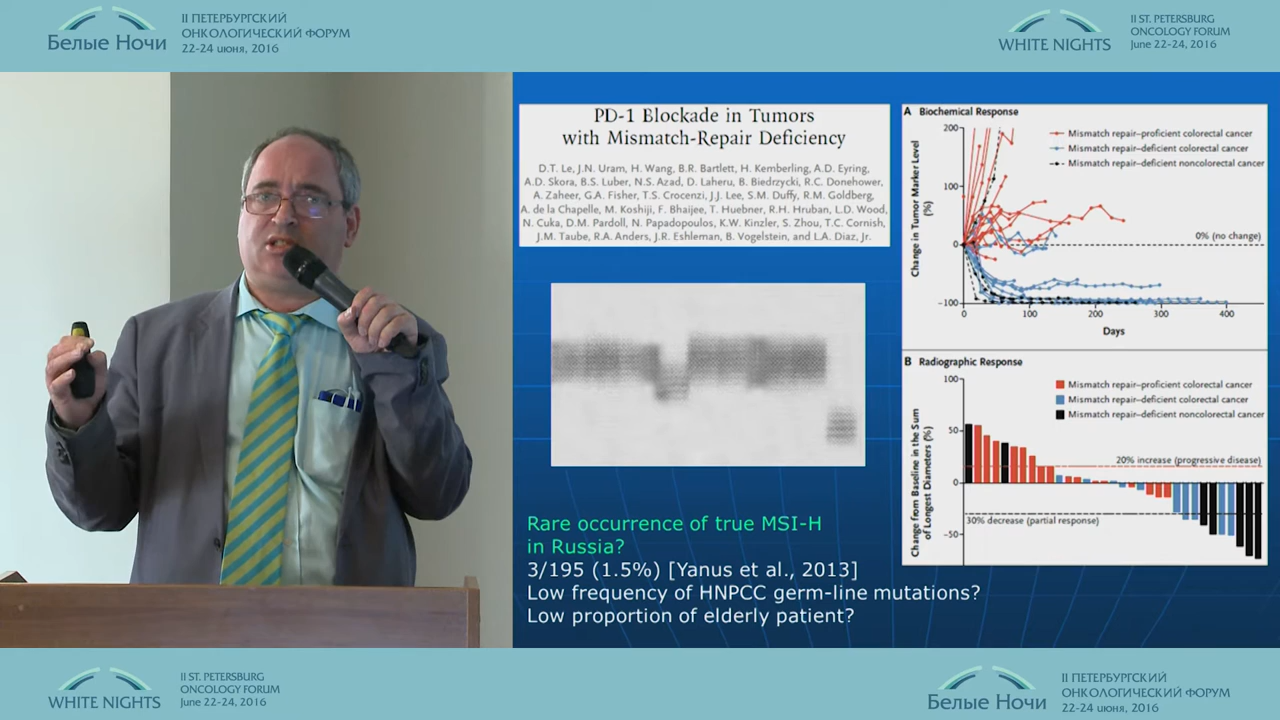 Белые Ночи
II ПЕТЕРБУРГСКИЙ
ОНКОЛОГИЧЕСКИЙ ФОРУМ
22-24 июня, 2016
WHITE NIGHTS
II ST. PETERSBURG
ONCOLOGY FORUM
June 22-24, 2016
PD-1 Blockade in Tumors
with Mismatch-Repair Deficiency
D.T. Le, J.N. Uram, H. Wang, B.R. Bartlett, H. Kemberling, A.D. Eyring,
A.D. Skora, B.S. Luber, N.S. Azad, D. Laheru, B. Biedrzycki, R.C. Donehower,
A. Zaheer, G.A. Fisher, T.S. Crocenzi, J.J. Lee, S.M. Duffy, R.M. Goldberg,
A. de la Chapelle, M. Koshiji, F. Bhaijee, T. Huebner, R.H. Hruban, L.D. Wood,
N. Cuka, D.M. Pardoll, N. Papadopoulos, K.W. Kinzler, S. Zhou, T.C. Cornish,
J.M. Taube, R.A. Anders, J.R. Eshleman, B. Vogelstein, and L.A. Diaz, Jr.
Rare occurrence of true MSI-H
in Russia?
3/195 (1.5%) [Yanus et al., 2013]
Low frequency of HNPCC germ-line mutations?
Low proportion of elderly patient?
A Biochemical Response
Change in Tumor Marker Level
(%)
200
100
0
-100
Mismatch repair–proficient colorectal cancer
Mismatch repair–deficient colorectal cancer
Mismatch repair–deficient noncolorectal cancer
0% (no change)
0 100 200 300 400
Days
B Radiographic Response
Change from Baseline in the Sum
of Longest Diameters (%)
100
50
0
-50
Mismatch repair–proficient colorectal cancer
Mismatch repair–deficient colorectal cancer
Mismatch repair–deficient noncolorectal cancer
20% increase (progressive disease)
30% decrease (partial response)
WHITE NIGHTS
II ST. PETERSBURG
ONCOLOGY FORUM
June 22-24, 2016
Белые Ночи
II ПЕТЕРБУРГСКИЙ
ОНКОЛОГИЧЕСКИЙ ФОРУМ
22-24 июня, 2016